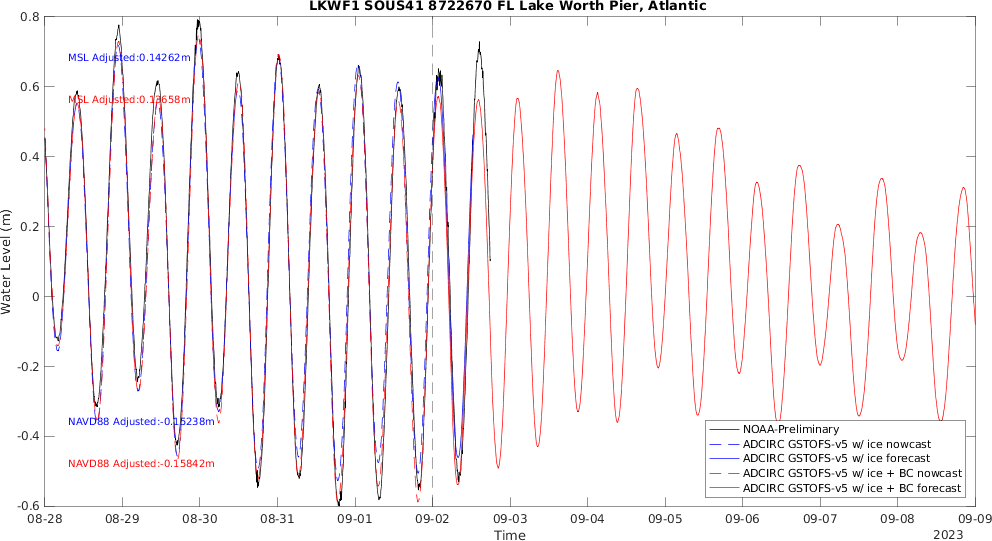 LKWF1 SOUS41 8722670 FL Lake Worth Pier, Atlantic
0.8
0.6
0.4
0.2
0
-0.2
-0.4
-0.6
Water Level (m)
MSL Adjusted:0.14262m
MSL Adjusted:0.13658m
NAVD88 Adjusted:-0.15238m
NAVD88 Adjusted:-0.15842m
NOAA-Preliminary
ADCIRC GSTOFS-v5 w/ ice nowcast
ADCIRC GSTOFS-v5 w/ ice forecast
ADCIRC GSTOFS-v5 w/ ice + BC nowcast
ADCIRC GSTOFS-v5 w/ ice + BC forecast
08-28 08-29 08-30 08-31 09-01 09-02 09-03 09-04 09-05 09-06 09-07 09-08 09-09
Time
2023